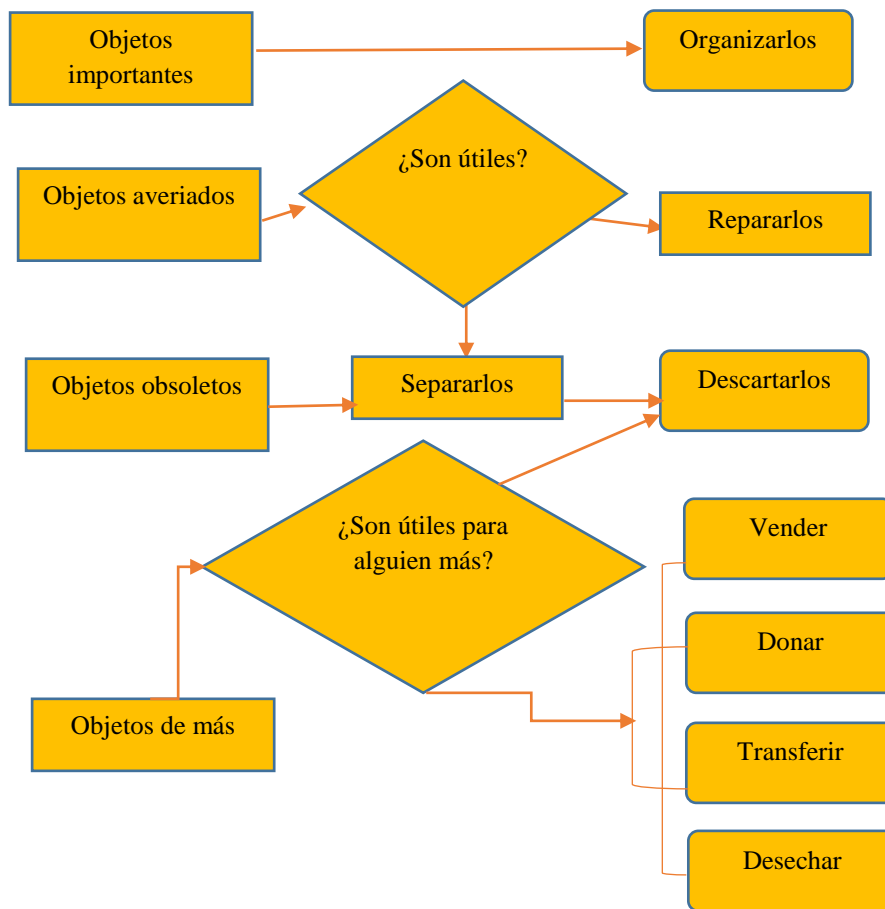 Objetos
importantes
Organizarlos
¿Son útiles?
Objetos averiados
Repararlos
Objetos obsoletos
Separarlos
Descartarlos
¿Son útiles para
alguien más?
Vender
Donar
Objetos de más
Transferir
Desechar